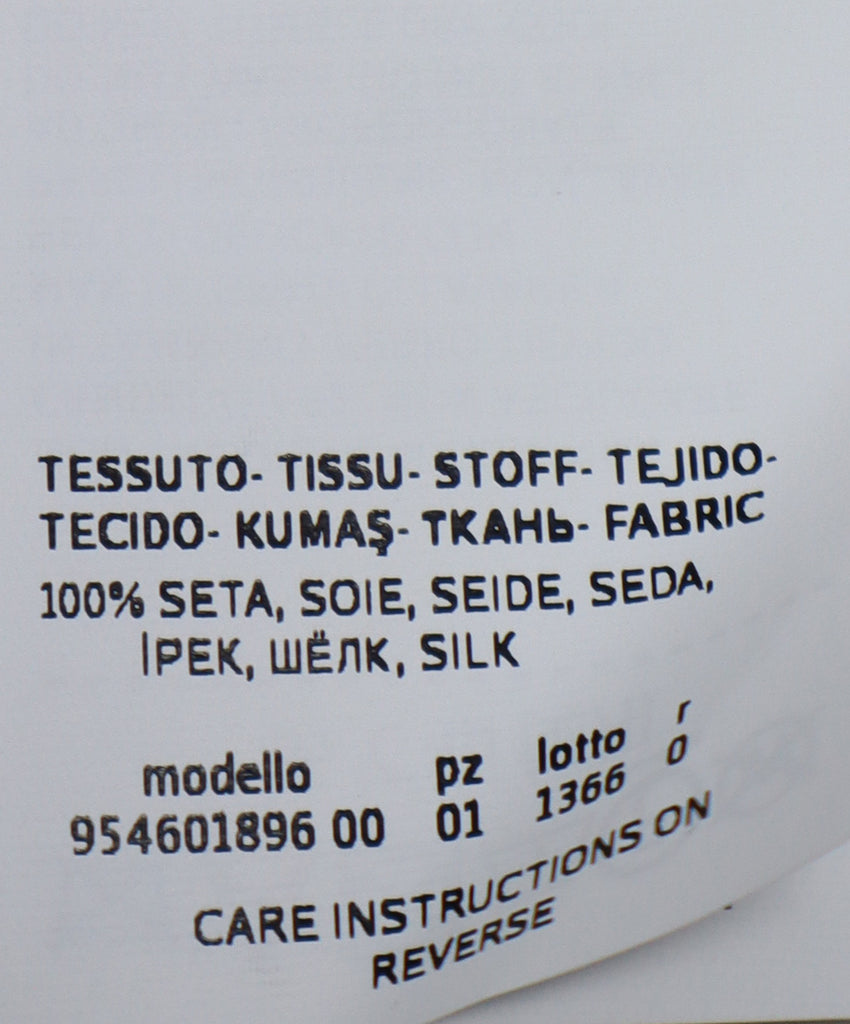 TESSUTO- TISSU- STOFF- TEJIDO-
TECIDO- KUMAŞ- ТКАНЬ- FABRIC
100% SETA, SOIE, SEIDE, SEDA,
İPEK, ШЁЛК, SILK
modello pz lotto r
954601896 00 01 1366 0
CARE INSTRUCTIONS ON
REVERSE